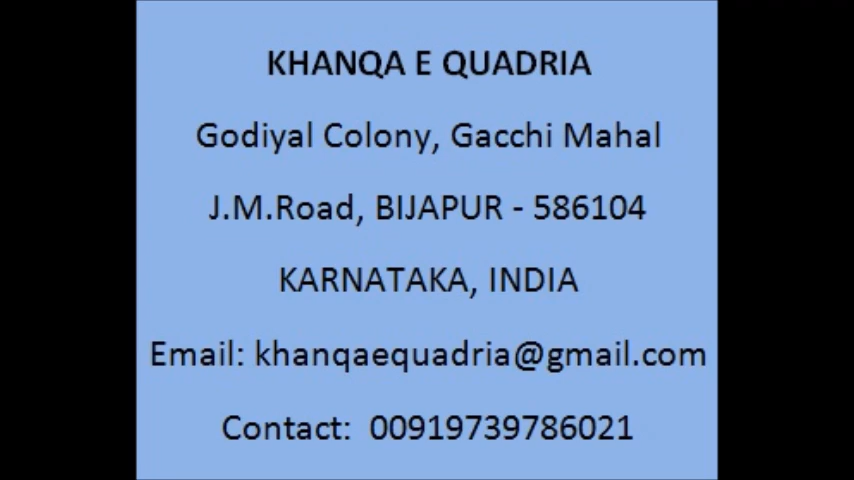 KHANQA E QUADRIA
Godiyal Colony, Gacchi Mahal
J.M.Road, BIJAPUR - 586104
KARNATAKA, INDIA
Email: khanqaequadria@gmail.com
Contact:  00919739786021